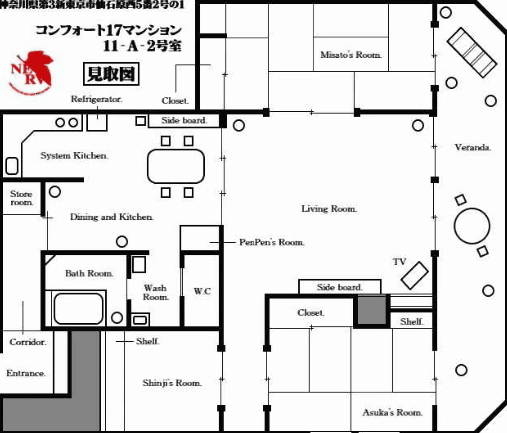 神奈川県第3新東京市仙石原西5番2号の1
コンフォート17マンション
11-A-2号室
NERV
見取図
Misato's Room.
Refrigerator.
Closet.
Side board.
System Kitchen.
Veranda.
Store
room.
Living Room.
Dining and Kitchen.
PenPen's Room.
TV
Bath Room.
Wash
Room.
W.C
Side board.
Closet.
Shelf.
Corridor.
Shelf.
Entrance.
Shinji's Room.
Asuka's Room.